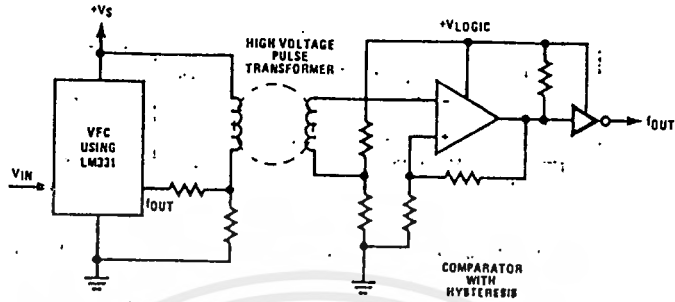 +VS
HIGH VOLTAGE
PULSE
TRANSFORMER
+VLOGIC
VFC
USING
LM331
VIN
fOUT
−
+
fOUT
COMPARATOR
WITH
HYSTERESIS